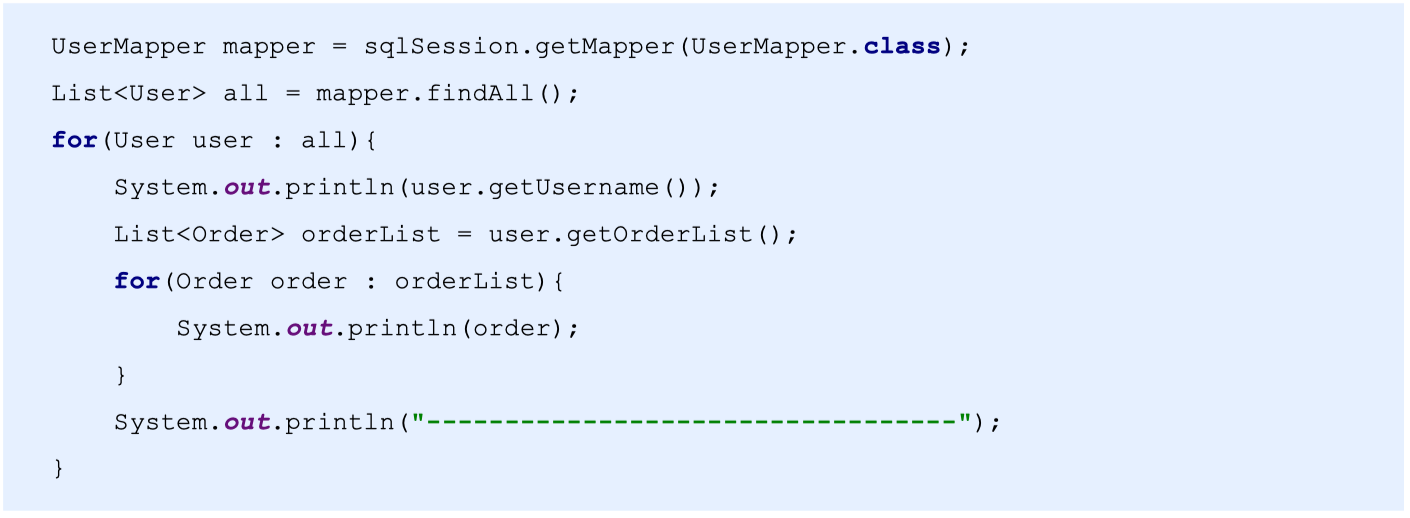 UserMapper mapper = sqlSession.getMapper(UserMapper.class);
List<User> all = mapper.findAll();
for(User user : all){
    System.out.println(user.getUsername());
    List<Order> orderList = user.getOrderList();
    for(Order order : orderList){
        System.out.println(order);
    }
    System.out.println("----------------------------------");
}